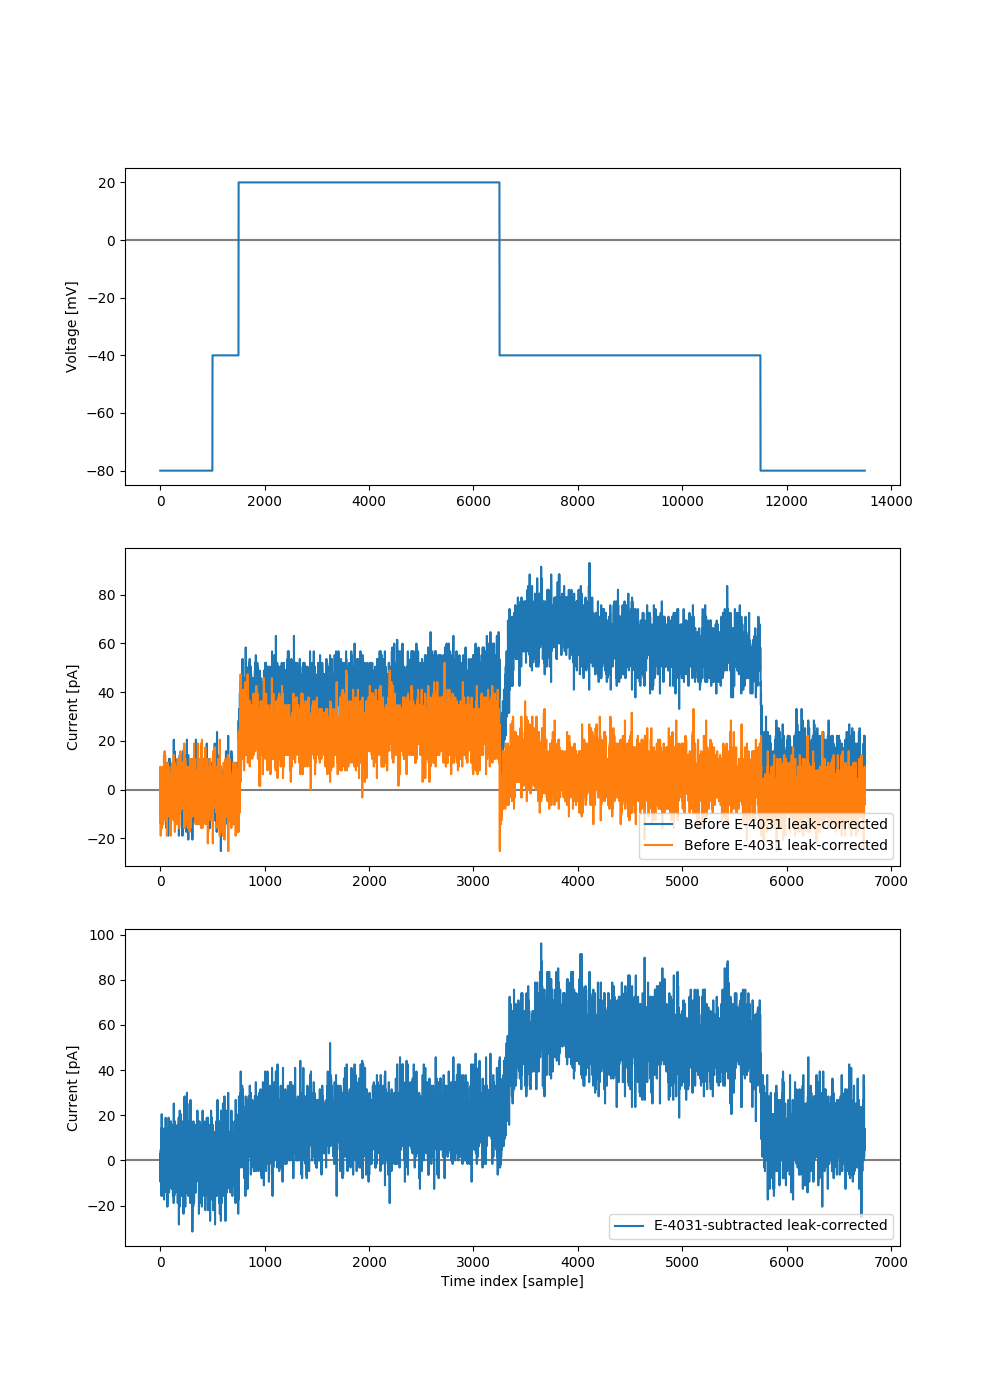 20
0
−20
−40
−60
−80
Voltage [mV]
0 2000 4000 6000 8000 10000 12000 14000
80
60
40
20
0
−20
Current [pA]
Before E-4031 leak-corrected
Before E-4031 leak-corrected
0 1000 2000 3000 4000 5000 6000 7000
100
80
60
40
20
0
−20
Current [pA]
E-4031-subtracted leak-corrected
0 1000 2000 3000 4000 5000 6000 7000
Time index [sample]